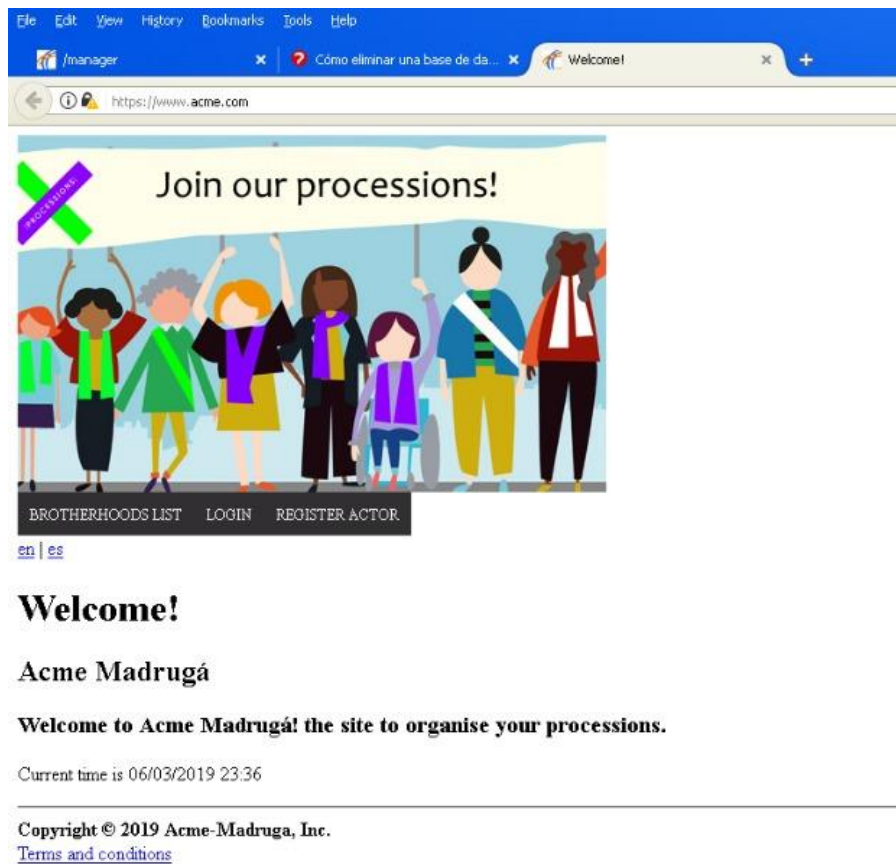 File Edit View History Bookmarks Tools Help
/manager Cómo eliminar una base de da... Welcome!
https://www.acme.com
Join our processions!
¡PROCESSIONS!
BROTHERHOODS LIST LOGIN REGISTER ACTOR
en | es
Welcome!
Acme Madrugá
Welcome to Acme Madrugá! the site to organise your processions.
Current time is 06/03/2019 23:36
Copyright © 2019 Acme-Madruga, Inc.
Terms and conditions